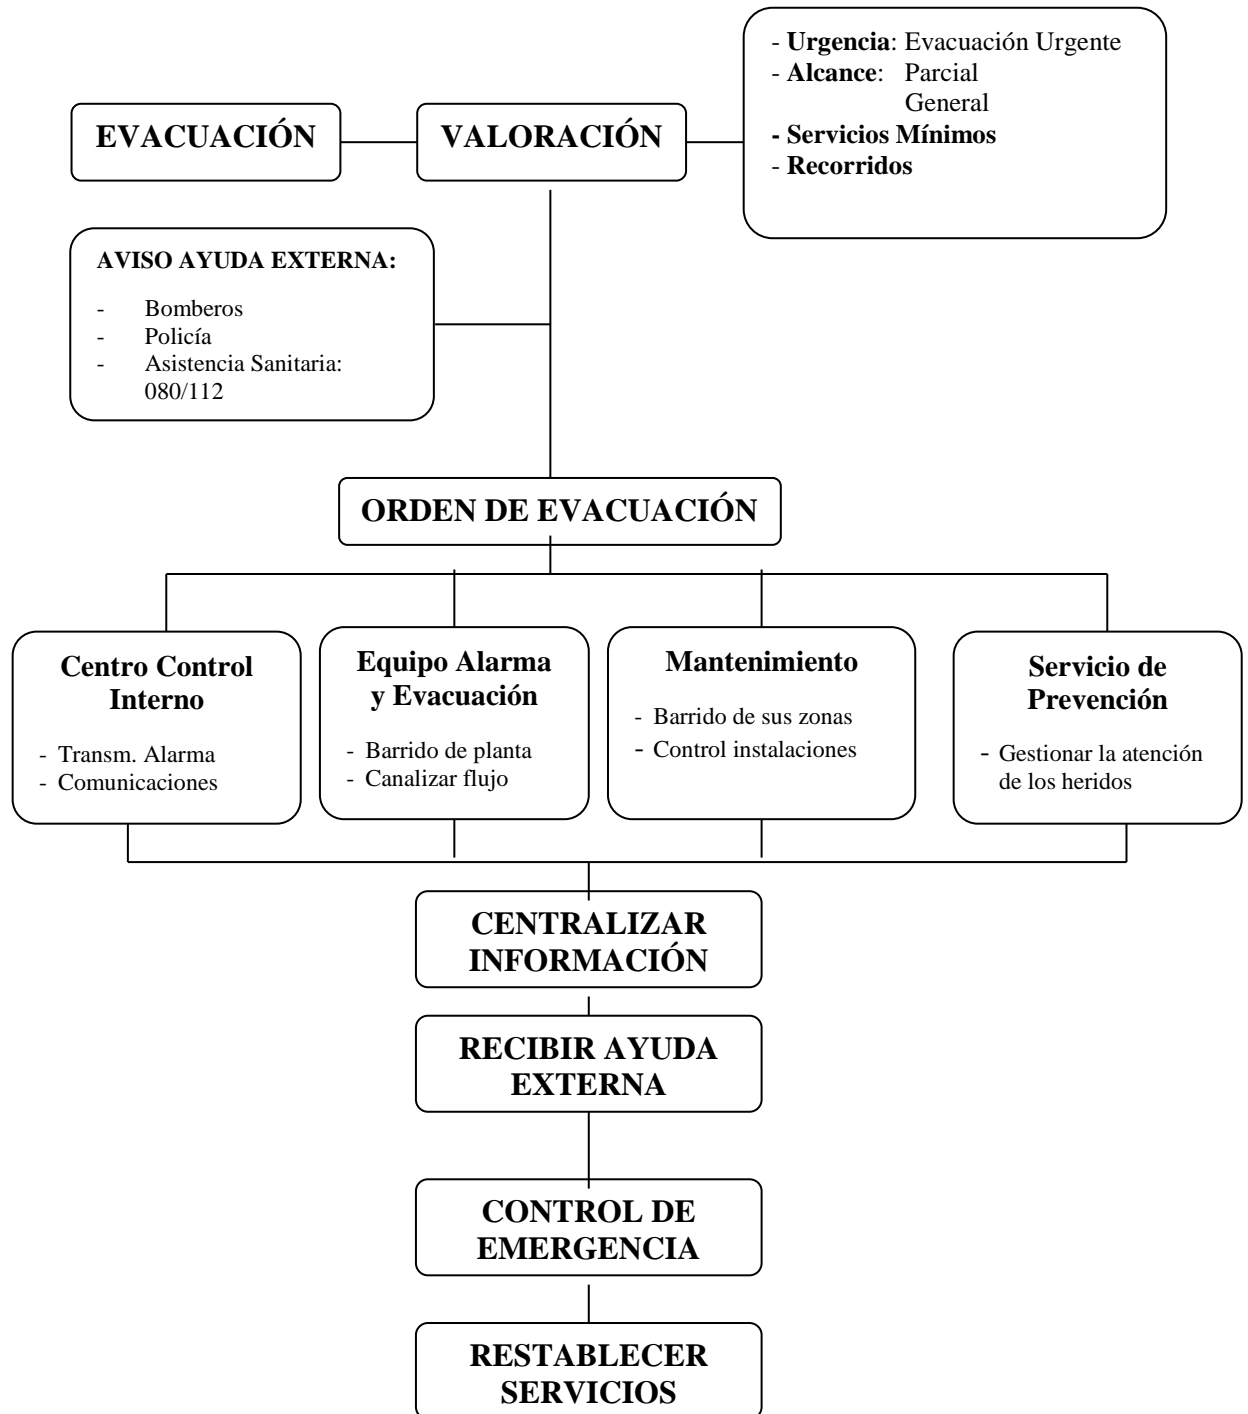 EVACUACIÓN
VALORACIÓN
- Urgencia: Evacuación Urgente
- Alcance: Parcial
General
- Servicios Mínimos
- Recorridos
AVISO AYUDA EXTERNA:
- Bomberos
- Policía
- Asistencia Sanitaria:
080/112
ORDEN DE EVACUACIÓN
Centro Control
Interno
- Transm. Alarma
- Comunicaciones
Equipo Alarma
y Evacuación
- Barrido de planta
- Canalizar flujo
Mantenimiento
- Barrido de sus zonas
- Control instalaciones
Servicio de
Prevención
- Gestionar la atención
de los heridos
CENTRALIZAR
INFORMACIÓN
RECIBIR AYUDA
EXTERNA
CONTROL DE
EMERGENCIA
RESTABLECER
SERVICIOS